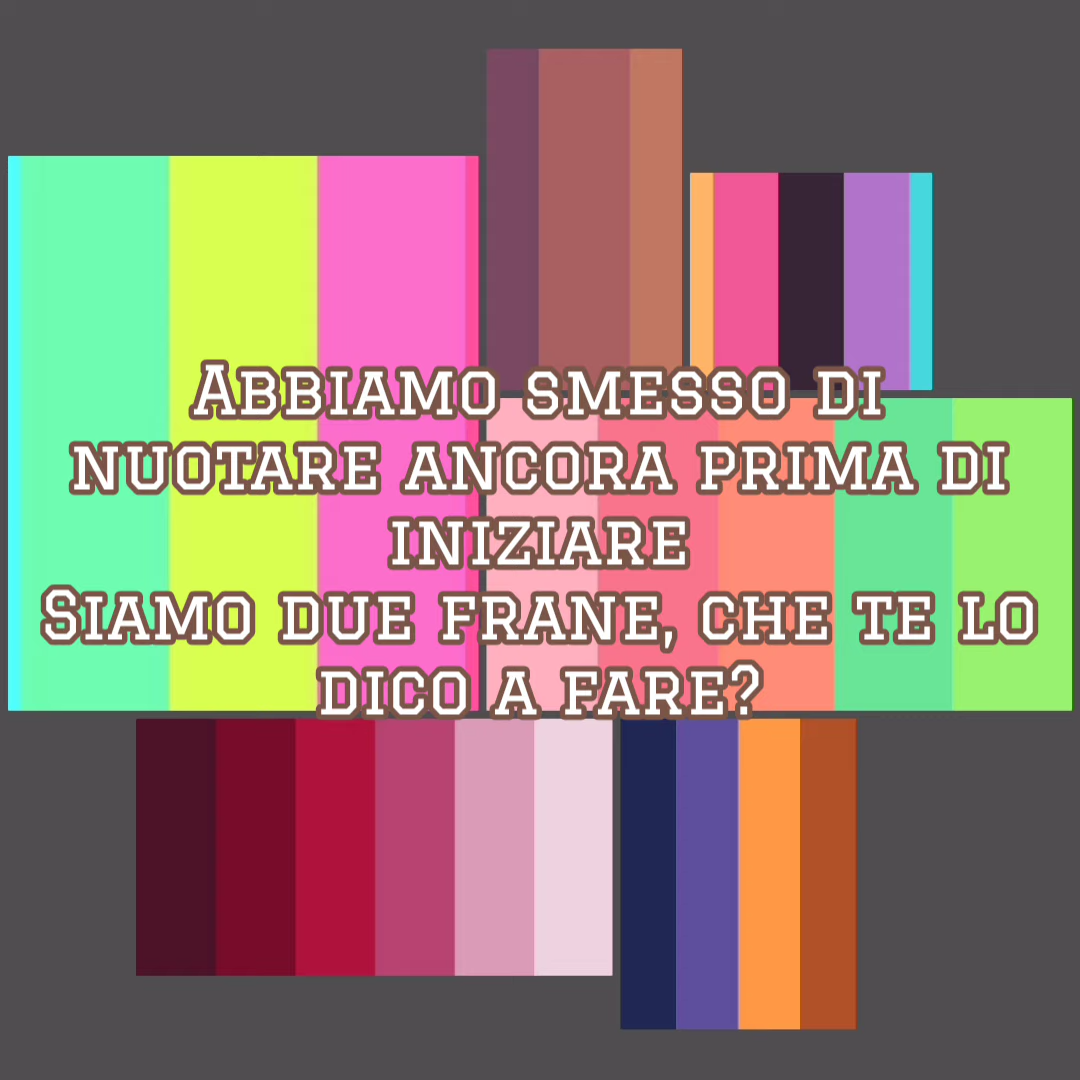 Abbiamo smesso di
nuotare ancora prima di
iniziare
Siamo due frane, che te lo
dico a fare?